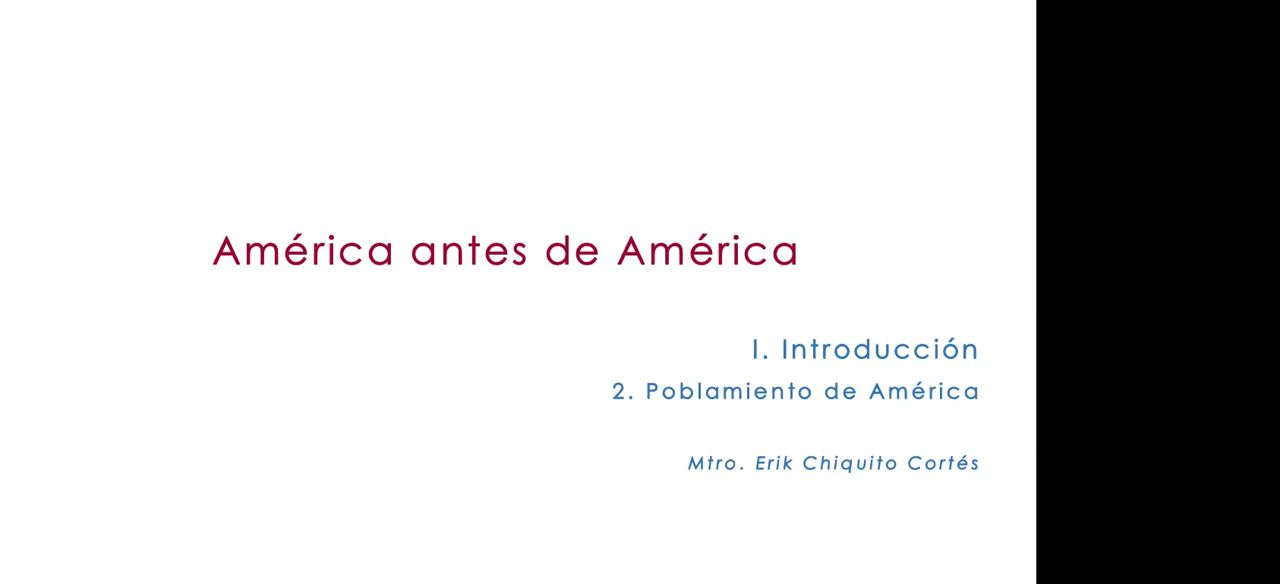 América antes de América
I. Introducción
2. Poblamiento de América
Mtro. Erik Chiquito Cortés